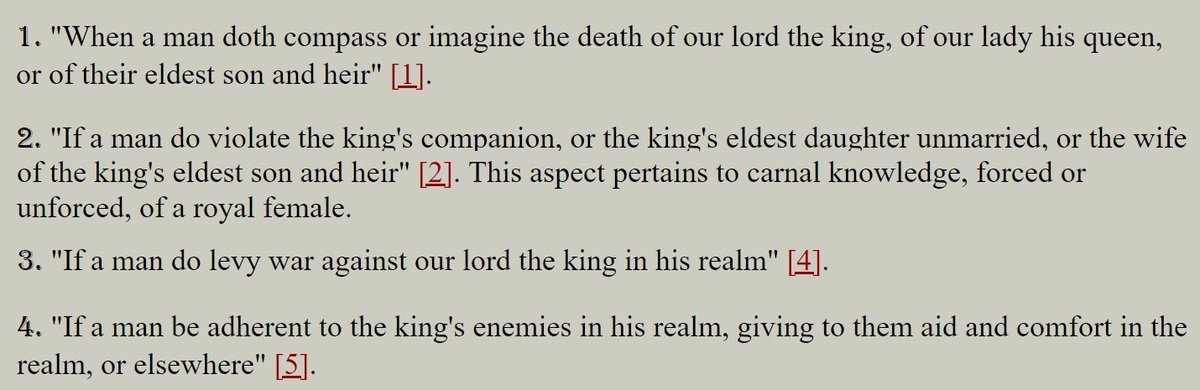 1. "When a man doth compass or imagine the death of our lord the king, of our lady his queen,
or of their eldest son and heir" [1].
2. "If a man do violate the king's companion, or the king's eldest daughter unmarried, or the wife
of the king's eldest son and heir" [2]. This aspect pertains to carnal knowledge, forced or
unforced, of a royal female.
3. "If a man do levy war against our lord the king in his realm" [4].
4. "If a man be adherent to the king's enemies in his realm, giving to them aid and comfort in the
realm, or elsewhere" [5].